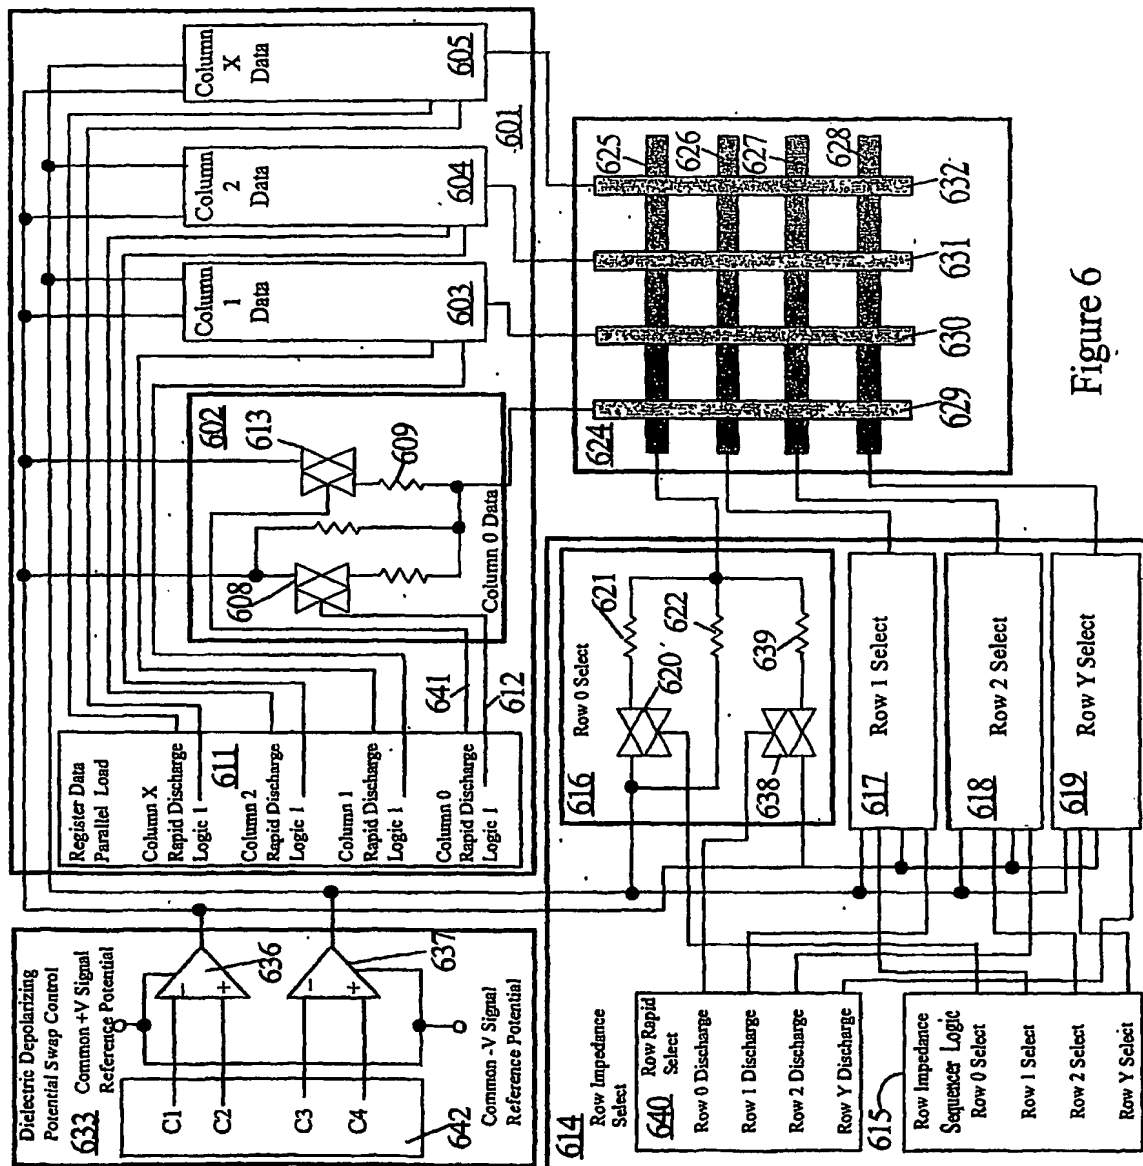 Dielectric Depolarizing
Potential Swap Control
633
Common +V Signal
Reference Potential
C1
C2
C3
C4
642
636
637
Common -V Signal
Reference Potential
Register Data
Parallel Load
Column X
Rapid Discharge
Logic 1
611
Column 2
Rapid Discharge
Logic 1
Column 1
Rapid Discharge
Logic 1
Column 0
Rapid Discharge
Logic 1
641
612
602
613
608
609
Column 0 Data
Column
1
Data
603
Column
2
Data
604
601
Column
X
Data
605
614
Row Impedance
Select
640
Row Rapid
Select
Row 0 Discharge
Row 1 Discharge
Row 2 Discharge
Row Y Discharge
615
Row Impedance
Sequencer Logic
Row 0 Select
Row 1 Select
Row 2 Select
Row Y Select
616
Row 0 Select
621
620
622
638
639
617
Row 1 Select
618
Row 2 Select
619
Row Y Select
624
625
626
627
628
629
630
631
632
Figure 6